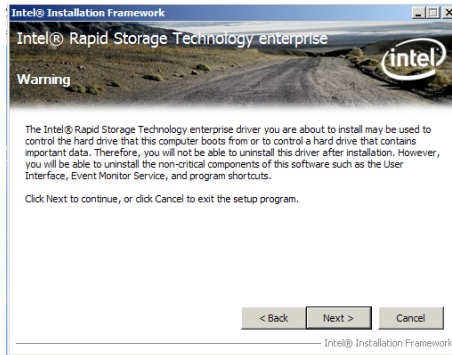 Intel® Installation Framework
Intel® Rapid Storage Technology enterprise
intel
Warning
The Intel® Rapid Storage Technology enterprise driver you are about to install may be used to
control the hard drive that this computer boots from or to control a hard drive that contains
important data. Therefore, you will not be able to uninstall this driver after installation. However,
you will be able to uninstall the non-critical components of this software such as the User
Interface, Event Monitor Service, and program shortcuts.
Click Next to continue, or click Cancel to exit the setup program.
< Back Next > Cancel
Intel® Installation Framework